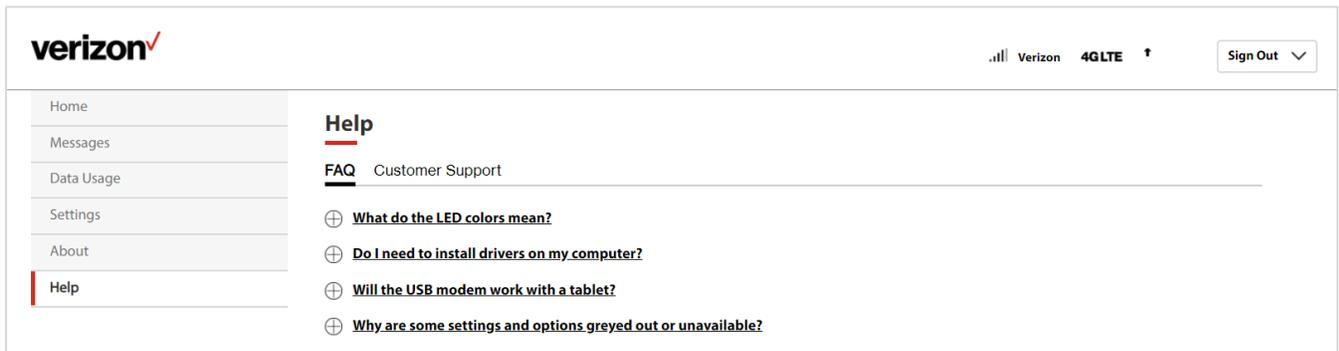 verizon
Verizon 4G LTE Sign Out
Home
Messages
Data Usage
Settings
About
Help
Help
FAQ Customer Support
What do the LED colors mean?
Do I need to install drivers on my computer?
Will the USB modem work with a tablet?
Why are some settings and options greyed out or unavailable?